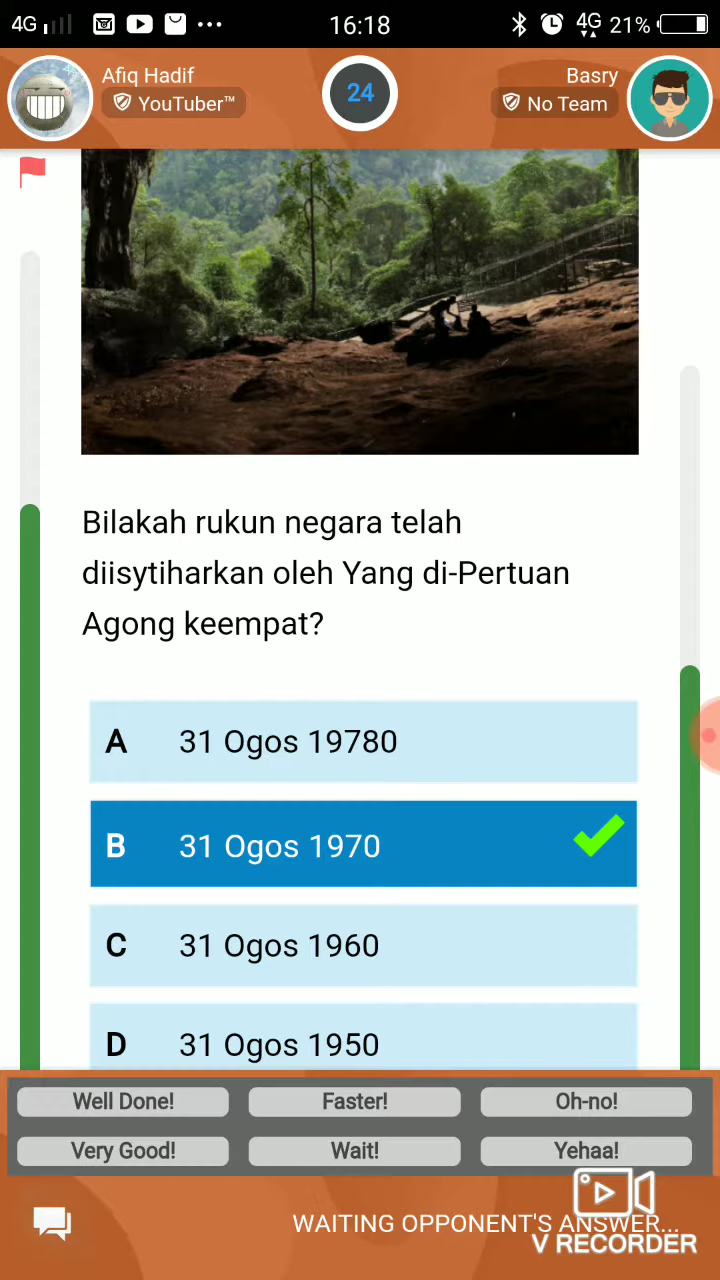 4G 16:18 4G 21%
Afiq Hadif
YouTuber™
24
Basry
No Team
Bilakah rukun negara telah
diisytiharkan oleh Yang di-Pertuan
Agong keempat?
A 31 Ogos 19780
B 31 Ogos 1970
C 31 Ogos 1960
D 31 Ogos 1950
Well Done! Faster! Oh-no!
Very Good! Wait! Yehaa!
WAITING OPPONENT'S ANSWER...
V RECORDER